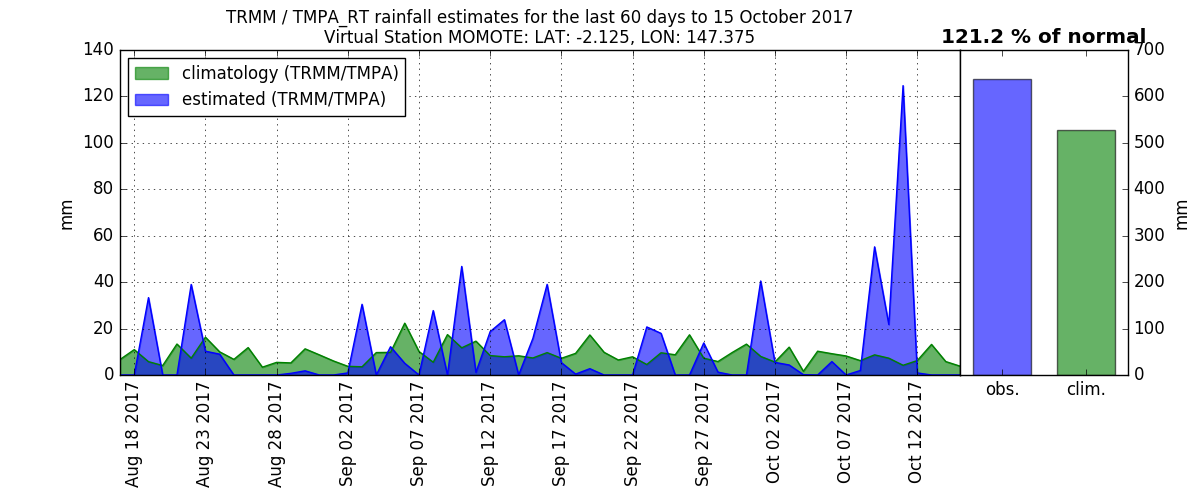 TRMM / TMPA_RT rainfall estimates for the last 60 days to 15 October 2017
Virtual Station MOMOTE: LAT: -2.125, LON: 147.375
121.2 % of normal
climatology (TRMM/TMPA)
estimated (TRMM/TMPA)
140
120
100
80
60
40
20
0
mm
Aug 18 2017
Aug 23 2017
Aug 28 2017
Sep 02 2017
Sep 07 2017
Sep 12 2017
Sep 17 2017
Sep 22 2017
Sep 27 2017
Oct 02 2017
Oct 07 2017
Oct 12 2017
obs.
clim.
700
600
500
400
300
200
100
0
mm